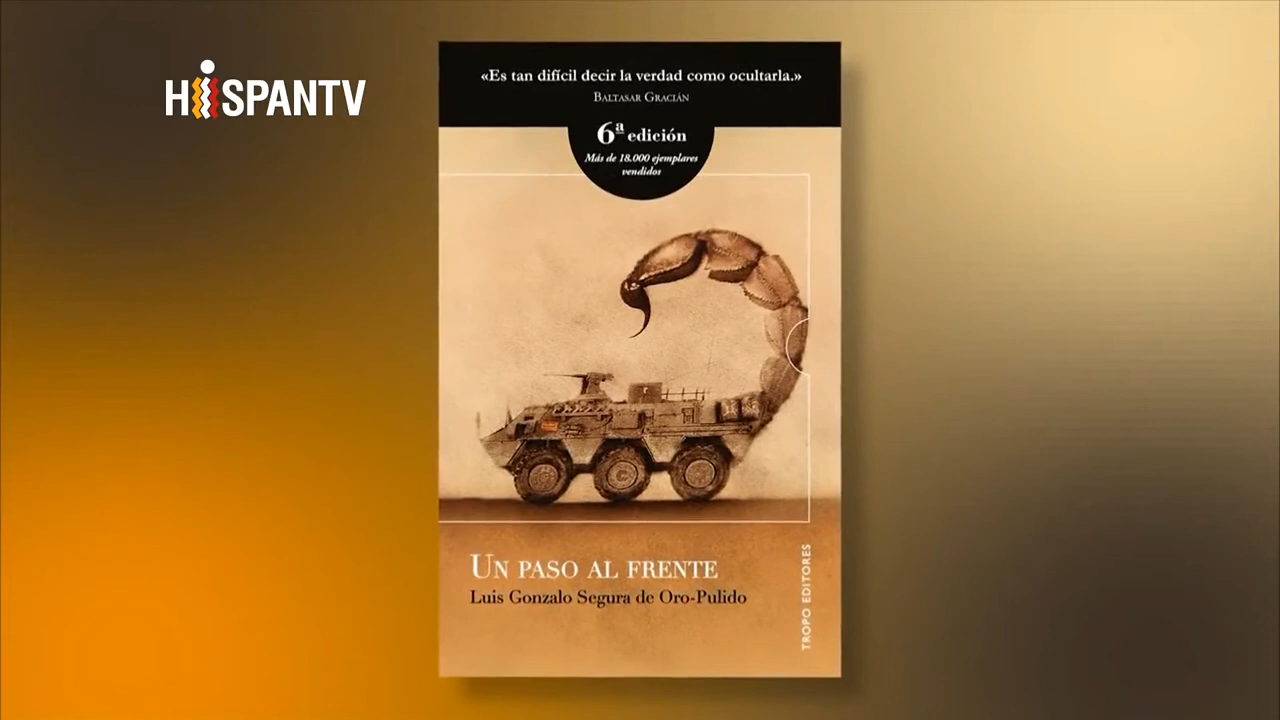 HISPANTV
«Es tan difícil decir la verdad como ocultarla.»
Baltasar Gracián
6ª edición
Más de 18.000 ejemplares
vendidos
Un paso al frente
Luis Gonzalo Segura de Oro-Pulido
TROPO EDITORES